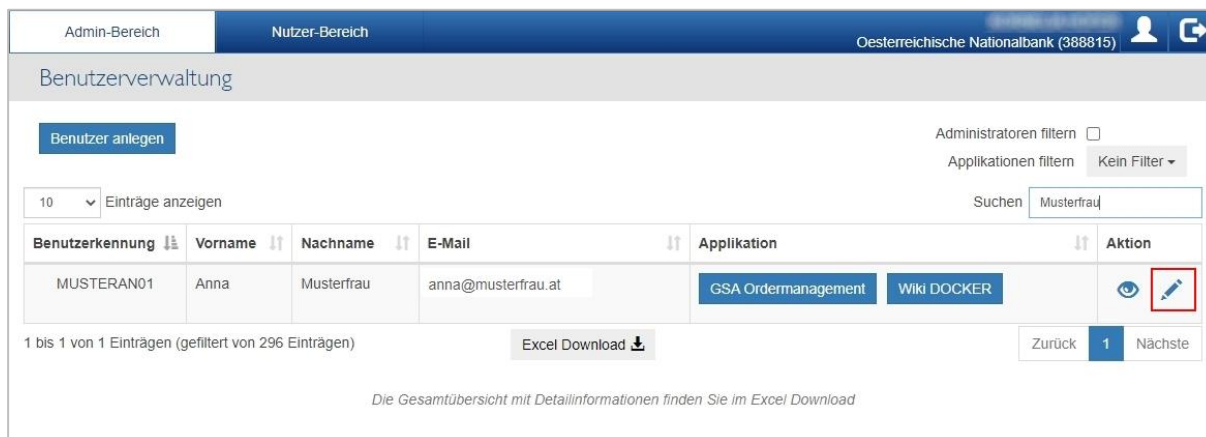 Admin-Bereich Nutzer-Bereich
Oesterreichische Nationalbank (388815)
Benutzerverwaltung
Benutzer anlegen
Administratoren filtern
Applikationen filtern Kein Filter
10 Einträge anzeigen Suchen Musterfrau
Benutzerkennung Vorname Nachname E-Mail Applikation Aktion
MUSTERAN01 Anna Musterfrau anna@musterfrau.at GSA Ordermanagement Wiki DOCKER
1 bis 1 von 1 Einträgen (gefiltert von 296 Einträgen) Excel Download Zurück 1 Nächste
Die Gesamtübersicht mit Detailinformationen finden Sie im Excel Download